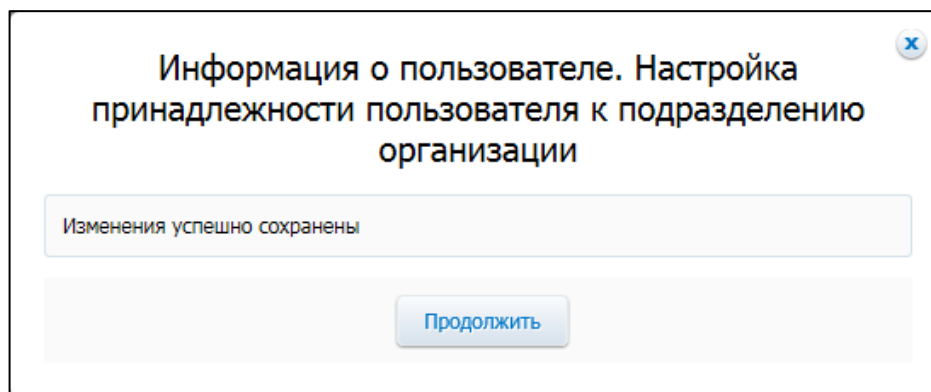 Информация о пользователе. Настройка
принадлежности пользователя к подразделению
организации
Изменения успешно сохранены
Продолжить